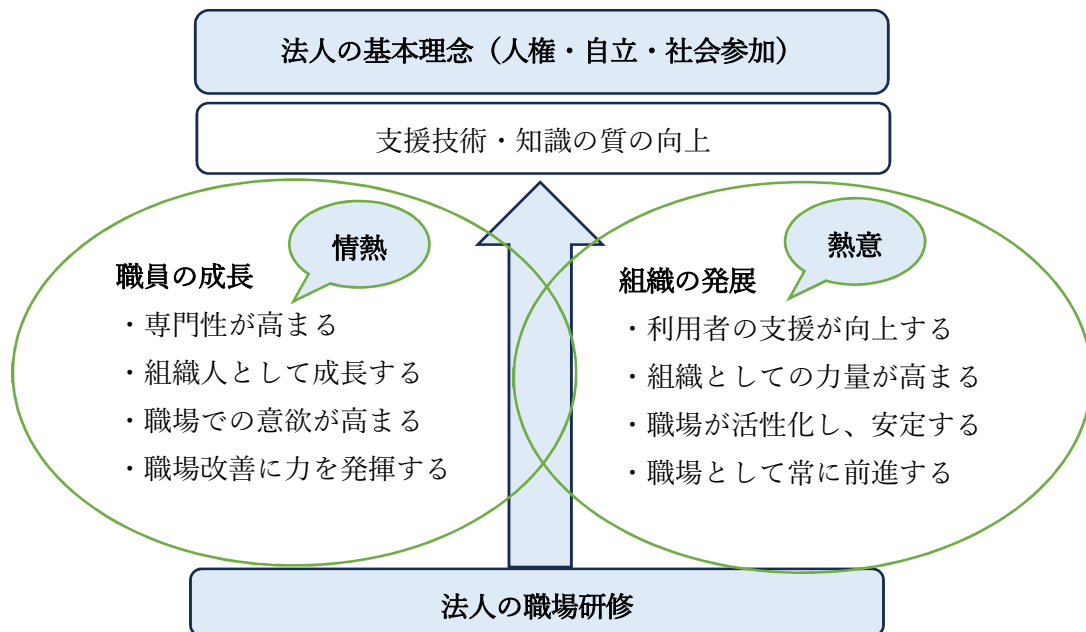 法人の基本理念（人権・自立・社会参加）
支援技術・知識の質の向上
情熱
職員の成長
・専門性が高まる
・組織人として成長する
・職場での意欲が高まる
・職場改善に力を発揮する
熱意
組織の発展
・利用者の支援が向上する
・組織としての力量が高まる
・職場が活性化し、安定する
・職場として常に前進する
法人の職場研修